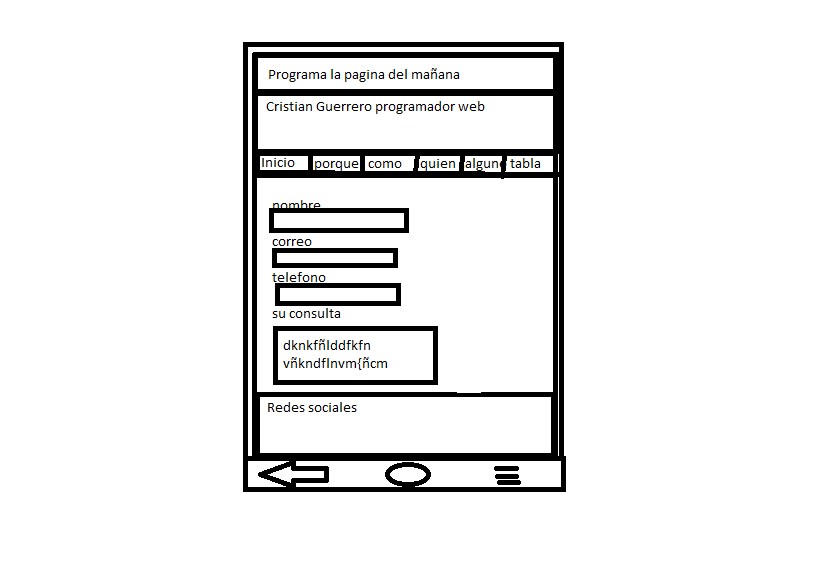 Programa la pagina del mañana
Cristian Guerrero programador web
Inicio porque como quien algune tabla
nombre
correo
telefono
su consulta
dknkfñlddfkfn
vñkndflnvm{ñcm
Redes sociales